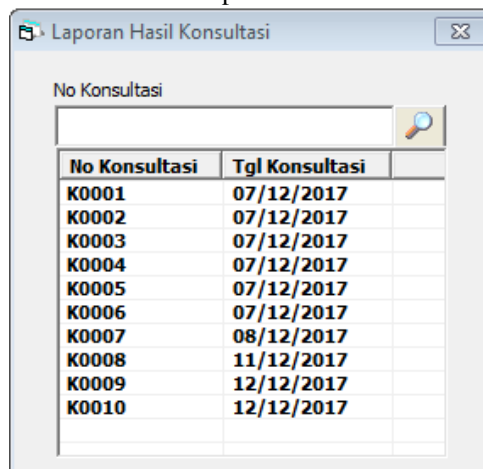 Laporan Hasil Konsultasi
No Konsultasi
No Konsultasi Tgl Konsultasi
K0001 07/12/2017
K0002 07/12/2017
K0003 07/12/2017
K0004 07/12/2017
K0005 07/12/2017
K0006 07/12/2017
K0007 08/12/2017
K0008 11/12/2017
K0009 12/12/2017
K0010 12/12/2017